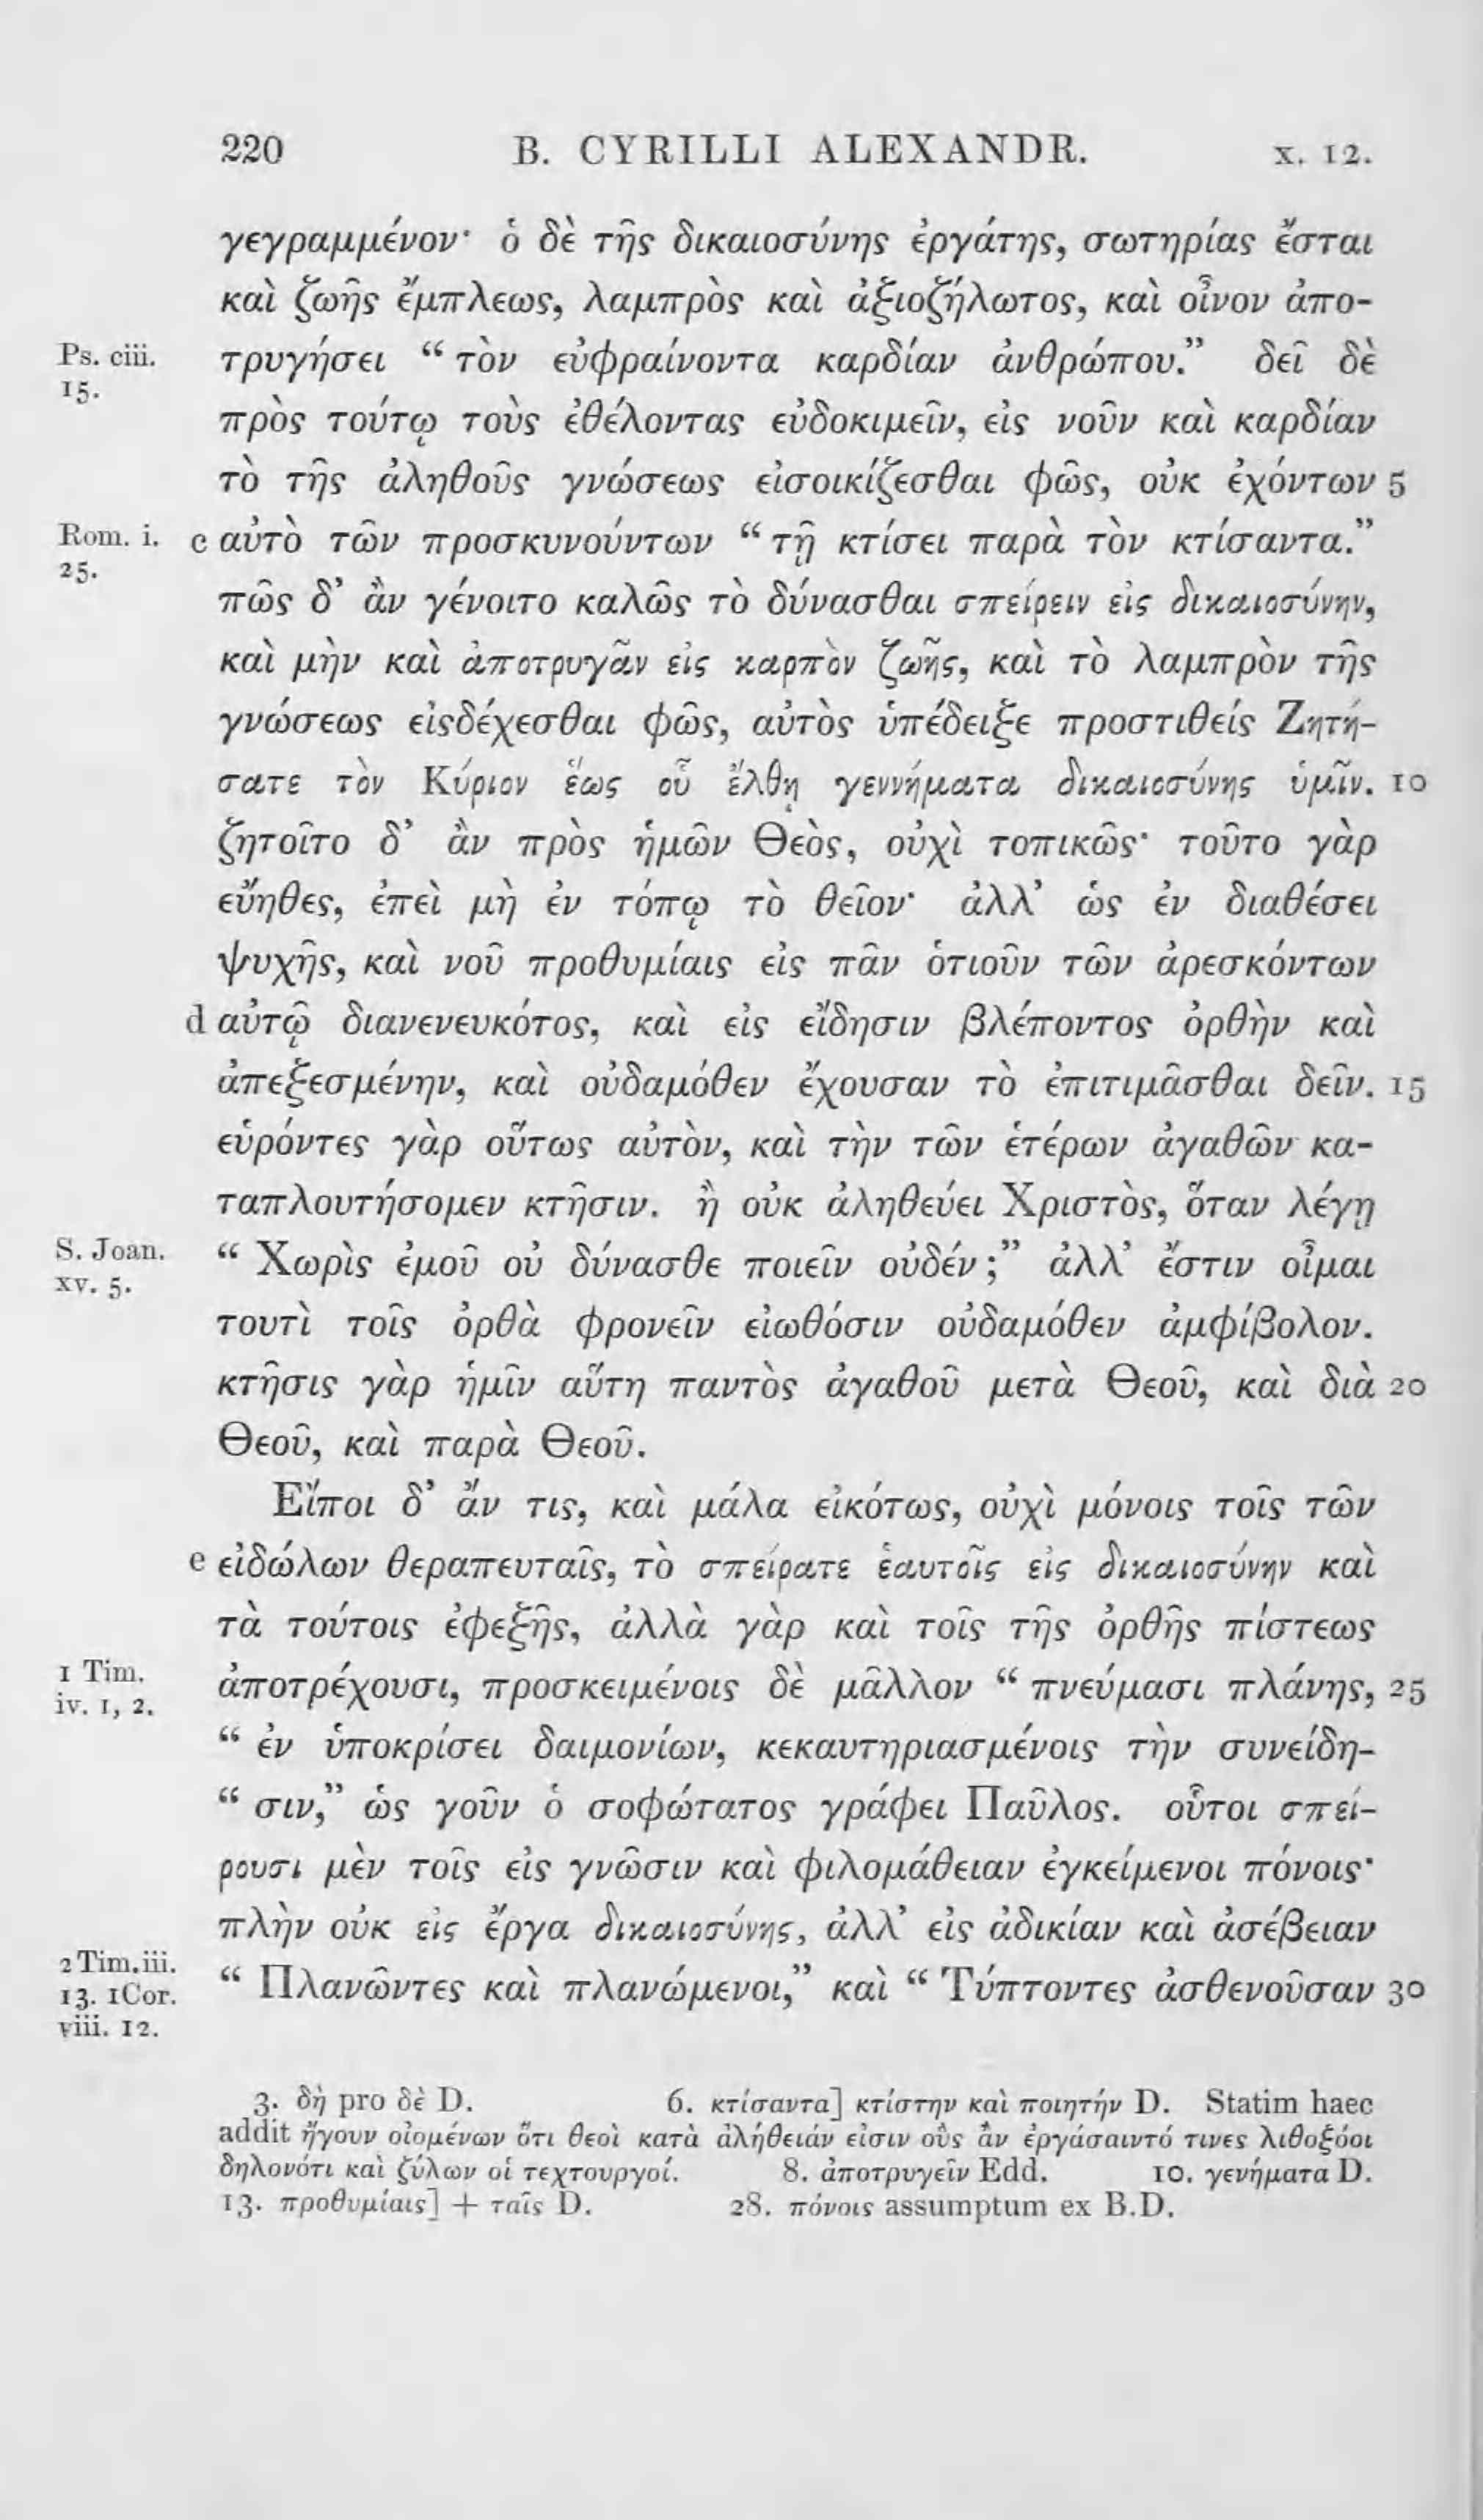 220 B. CYRILLI ALEXANDR. x. 12.
γεγραμμένον· ὁ δὲ τῆς δικαιοσύνης ἐργάτης, σωτηρίας ἔσται
καὶ ζωῆς ἔμπλεως, λαμπρὸς καὶ ἀξιοζήλωτος, καὶ οἶνον ἀπο-
Ps. ciii. τρυγήσει “ τὸν εὐφραίνοντα καρδίαν ἀνθρώπου.” δεῖ δὲ
15.
πρὸς τούτῳ τοὺς ἐθέλοντας εὐδοκιμεῖν, εἰς νοῦν καὶ καρδίαν
τὸ τῆς ἀληθοῦς γνώσεως εἰσοικίζεσθαι φῶς, οὐκ ἐχόντων 5
Rom. i. c αὐτὸ τῶν προσκυνούντων “ τῇ κτίσει παρὰ τὸν κτίσαντα.”
25.
πῶς δ’ ἂν γένοιτο καλῶς τὸ δύνασθαι σπείρειν εἰς δικαιοσύνην,
καὶ μὴν καὶ ἀποτρυγᾶν εἰς καρπὸν ζωῆς, καὶ τὸ λαμπρὸν τῆς
γνώσεως εἰσδέχεσθαι φῶς, αὐτὸς ὑπέδειξε προστιθείς Ζητή-
σατε τὸν Κύριον ἕως οὗ ἔλθῃ γεννήματα δικαιοσύνης ὑμῖν. 10
ζητοῖτο δ’ ἂν πρὸς ἡμῶν Θεὸς, οὐχὶ τοπικῶς· τοῦτο γὰρ
εὔηθες, ἐπεὶ μὴ ἐν τόπῳ τὸ θεῖον· ἀλλ’ ὡς ἐν διαθέσει
ψυχῆς, καὶ νοῦ προθυμίαις εἰς πᾶν ὁτιοῦν τῶν ἀρεσκόντων
d αὐτῷ διανενευκότος, καὶ εἰς εἴδησιν βλέποντος ὀρθὴν καὶ
ἀπεξεσμένην, καὶ οὐδαμόθεν ἔχουσαν τὸ ἐπιτιμᾶσθαι δεῖν. 15
εὑρόντες γὰρ οὕτως αὐτὸν, καὶ τὴν τῶν ἑτέρων ἀγαθῶν κα-
ταπλουτήσομεν κτῆσιν. ἢ οὐκ ἀληθεύει Χριστὸς, ὅταν λέγῃ
S. Joan. “ Χωρὶς ἐμοῦ οὐ δύνασθε ποιεῖν οὐδέν ;” ἀλλ’ ἔστιν οἶμαι
xv. 5.
τουτὶ τοῖς ὀρθὰ φρονεῖν εἰωθόσιν οὐδαμόθεν ἀμφίβολον.
κτῆσις γὰρ ἡμῖν αὕτη παντὸς ἀγαθοῦ μετὰ Θεοῦ, καὶ διὰ 20
Θεοῦ, καὶ παρὰ Θεοῦ.
Εἴποι δ’ ἄν τις, καὶ μάλα εἰκότως, οὐχὶ μόνοις τοῖς τῶν
e εἰδώλων θεραπευταῖς, τὸ σπείρατε ἑαυτοῖς εἰς δικαιοσύνην καὶ
τὰ τούτοις ἐφεξῆς, ἀλλὰ γὰρ καὶ τοῖς τῆς ὀρθῆς πίστεως
1 Tim. ἀποτρέχουσι, προσκειμένοις δὲ μᾶλλον “ πνεύμασι πλάνης, 25
iv. 1, 2.
“ ἐν ὑποκρίσει δαιμονίων, κεκαυτηριασμένοις τὴν συνείδη-
“ σιν,” ὡς γοῦν ὁ σοφώτατος γράφει Παῦλος. οὗτοι σπεί-
ρουσι μὲν τοῖς εἰς γνῶσιν καὶ φιλομάθειαν ἐγκείμενοι πόνοις·
πλὴν οὐκ εἰς ἔργα δικαιοσύνης, ἀλλ’ εἰς ἀδικίαν καὶ ἀσέβειαν
2 Tim. iii. “ Πλανῶντες καὶ πλανώμενοι,” καὶ “ Τύπτοντες ἀσθενοῦσαν 30
13. 1 Cor.
viii. 12.
3. δὴ pro δὲ D. 6. κτίσαντα] κτίστην καὶ ποιητήν D. Statim haec
addit ἤγουν οἰομένων ὅτι θεοὶ κατὰ ἀλήθειάν εἰσιν οὓς ἂν ἐργάσαιντό τινες λιθοξόοι
δηλονότι καὶ ξύλων οἱ τεχτουργοί. 8. ἀποτρυγεῖν Edd. 10. γενήματα D.
13. προθυμίαις] + ταῖς D. 28. πόνοις assumptum ex B.D.